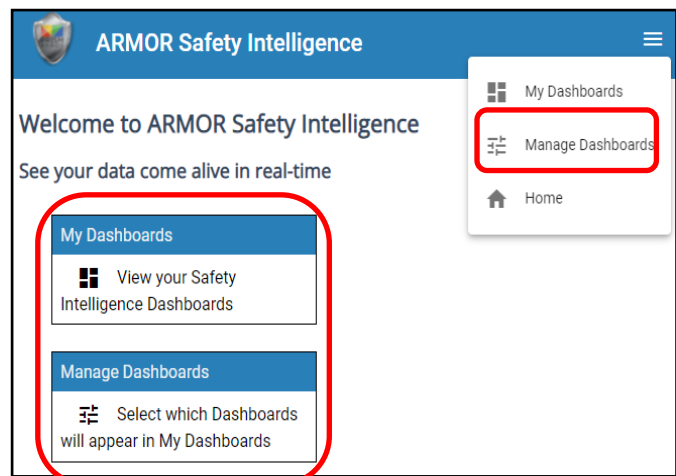 ARMOR Safety Intelligence
My Dashboards
Manage Dashboards
Home
Welcome to ARMOR Safety Intelligence
See your data come alive in real-time
My Dashboards
View your Safety
Intelligence Dashboards
Manage Dashboards
Select which Dashboards
will appear in My Dashboards